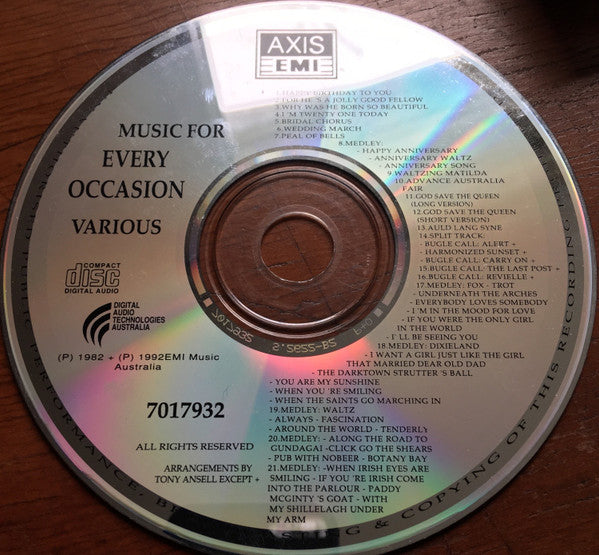 AXIS
EMI
MUSIC FOR
EVERY
OCCASION
VARIOUS
COMPACT
disc
DIGITAL AUDIO
DIGITAL
AUDIO
TECHNOLOGIES
AUSTRALIA
(P) 1982 + (P) 1992EMI Music
Australia
7017932
ALL RIGHTS RESERVED
ARRANGEMENTS BY
TONY ANSELL EXCEPT +
1.HAPPY BIRTHDAY TO YOU
2.FOR HE'S A JOLLY GOOD FELLOW
3.WHY WAS HE BORN SO BEAUTIFUL
4.I'M TWENTY ONE TODAY
5.BRIDAL CHORUS
6.WEDDING MARCH
7.PEAL OF BELLS
8.MEDLEY:
- HAPPY ANNIVERSARY
- ANNIVERSARY WALTZ
- ANNIVERSARY SONG
9.WALTZING MATILDA
10.ADVANCE AUSTRALIA
FAIR
11.GOD SAVE THE QUEEN
(LONG VERSION)
12.GOD SAVE THE QUEEN
(SHORT VERSION)
13.AULD LANG SYNE
14.SPLIT TRACK:
- BUGLE CALL: ALERT +
- HARMONIZED SUNSET +
- BUGLE CALL: CARRY ON +
15.BUGLE CALL: THE LAST POST +
16.BUGLE CALL: REVIELLE +
17.MEDLEY: FOX - TROT
- UNDERNEATH THE ARCHES
- EVERYBODY LOVES SOMEBODY
- I'M IN THE MOOD FOR LOVE
- IF YOU WERE THE ONLY GIRL
IN THE WORLD
- I'LL BE SEEING YOU
18.MEDLEY: DIXIELAND
- I WANT A GIRL JUST LIKE THE GIRL
THAT MARRIED DEAR OLD DAD
- THE DARKTOWN STRUTTER'S BALL
- YOU ARE MY SUNSHINE
- WHEN YOU'RE SMILING
- WHEN THE SAINTS GO MARCHING IN
19.MEDLEY: WALTZ
- ALWAYS - FASCINATION
- AROUND THE WORLD - TENDERLY
20.MEDLEY: - ALONG THE ROAD TO
GUNDAGAI -CLICK GO THE SHEARS
- PUB WITH NOBEER - BOTANY BAY
21.MEDLEY: -WHEN IRISH EYES ARE
SMILING - IF YOU'RE IRISH COME
INTO THE PARLOUR - PADDY
MCGINTY'S GOAT - WITH
MY SHILLELAGH UNDER
MY ARM
& COPYING OF THIS RECORDING